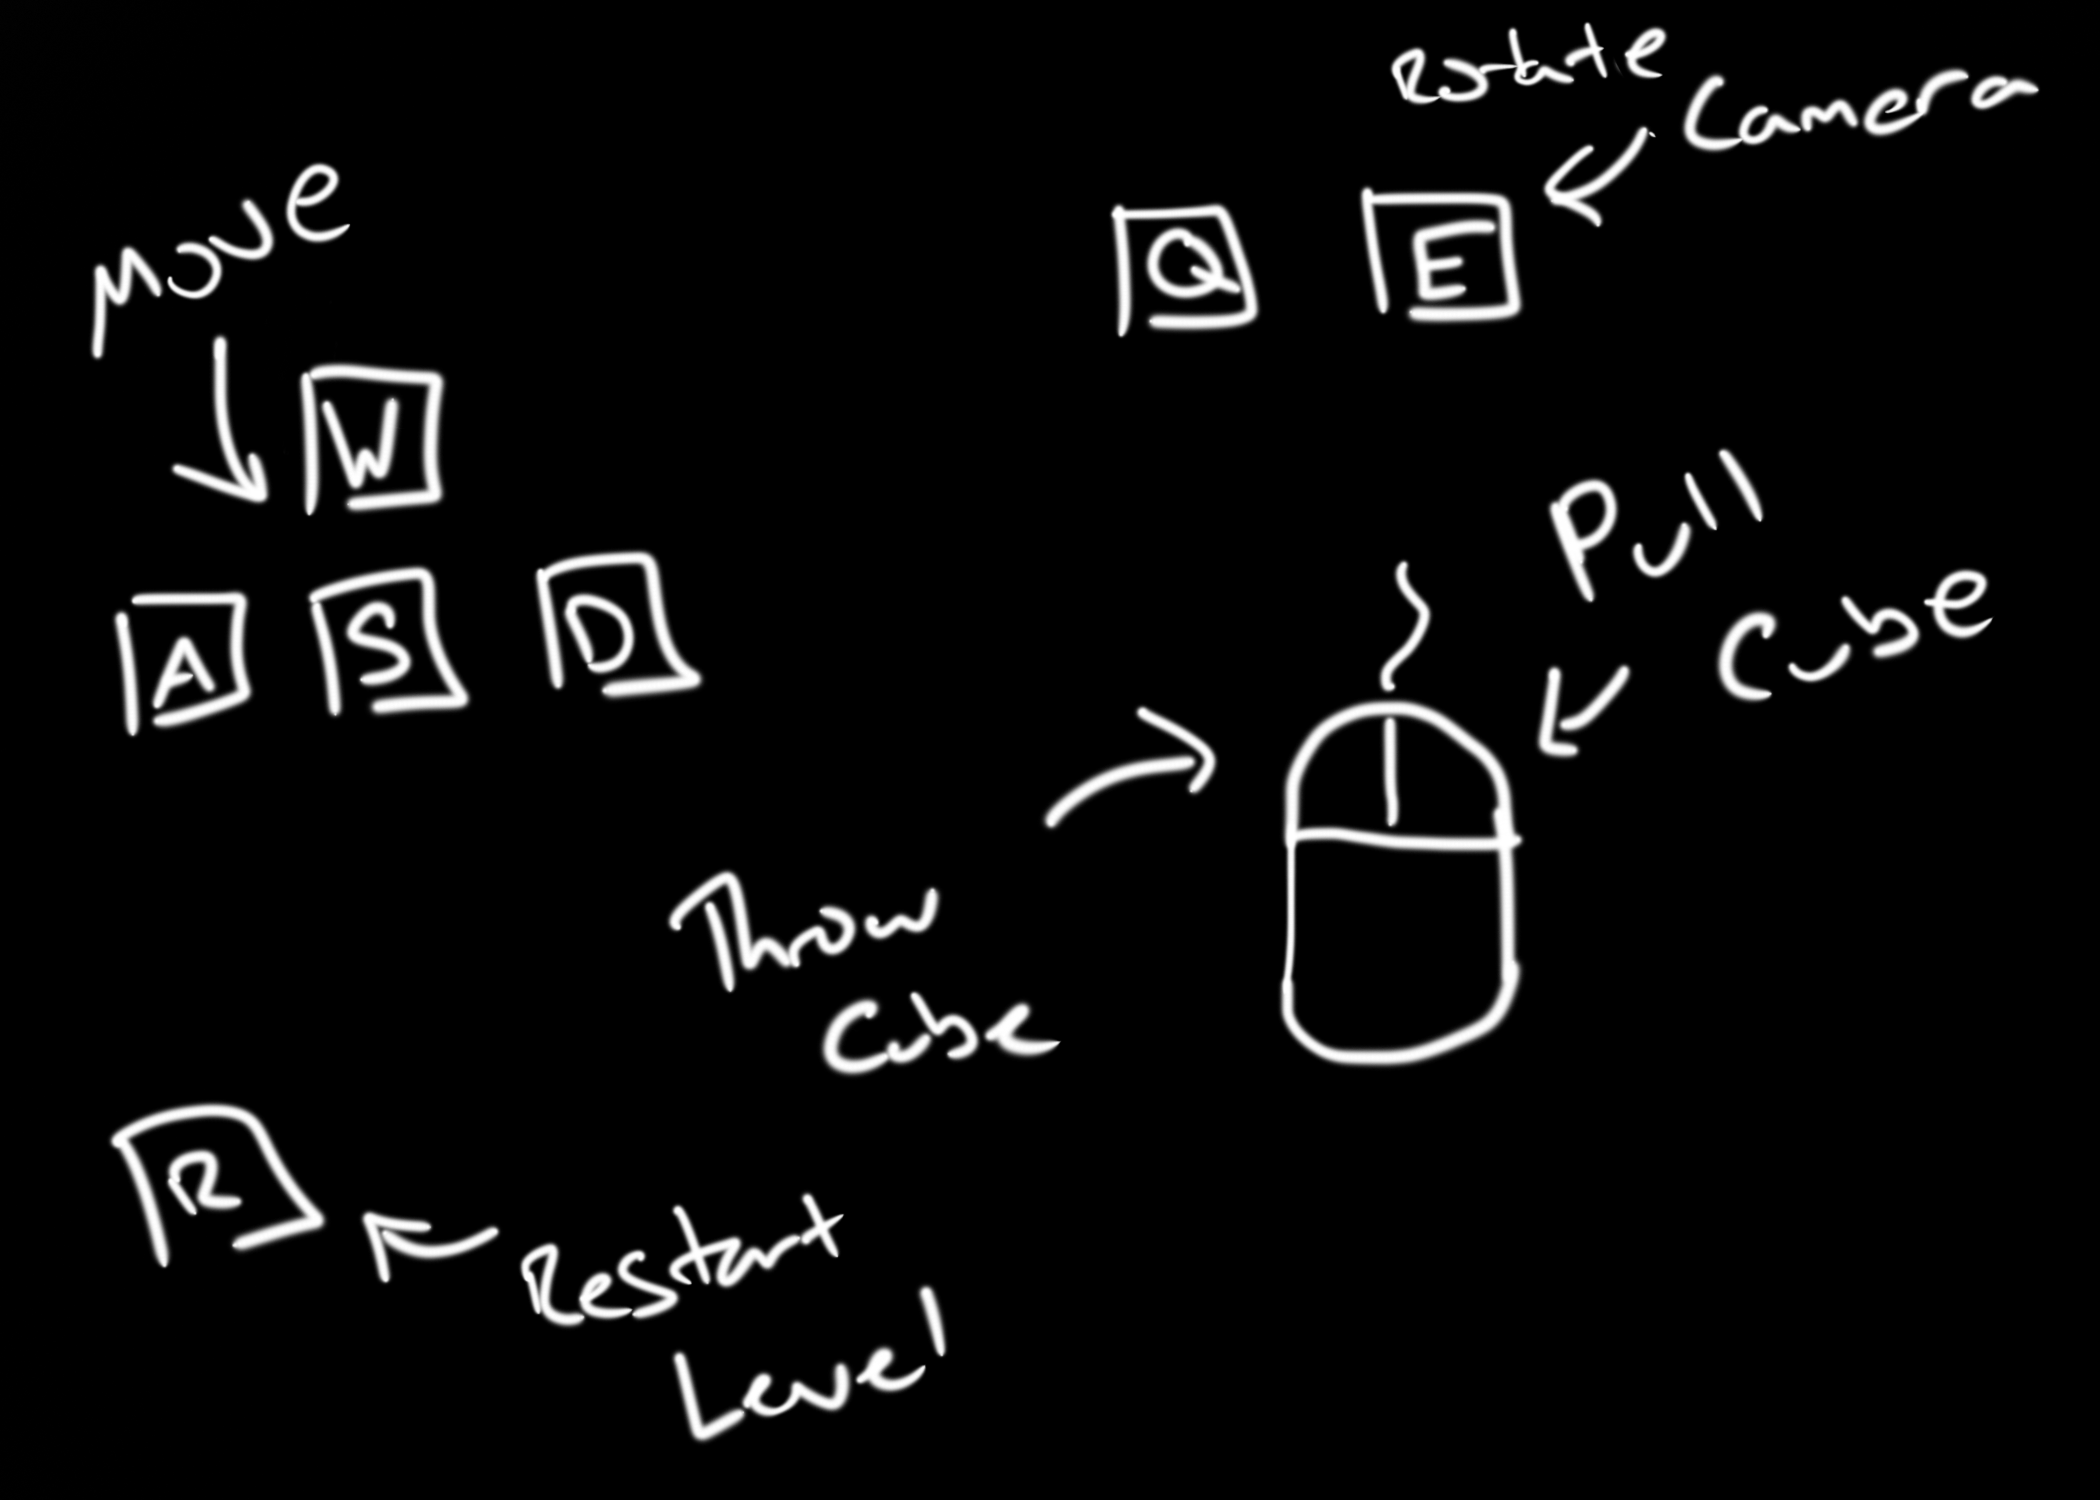 Rotate
Camera
Move
Q E
W
Pull
Cube
A S D
Throw
Cube
R
Restart
Level